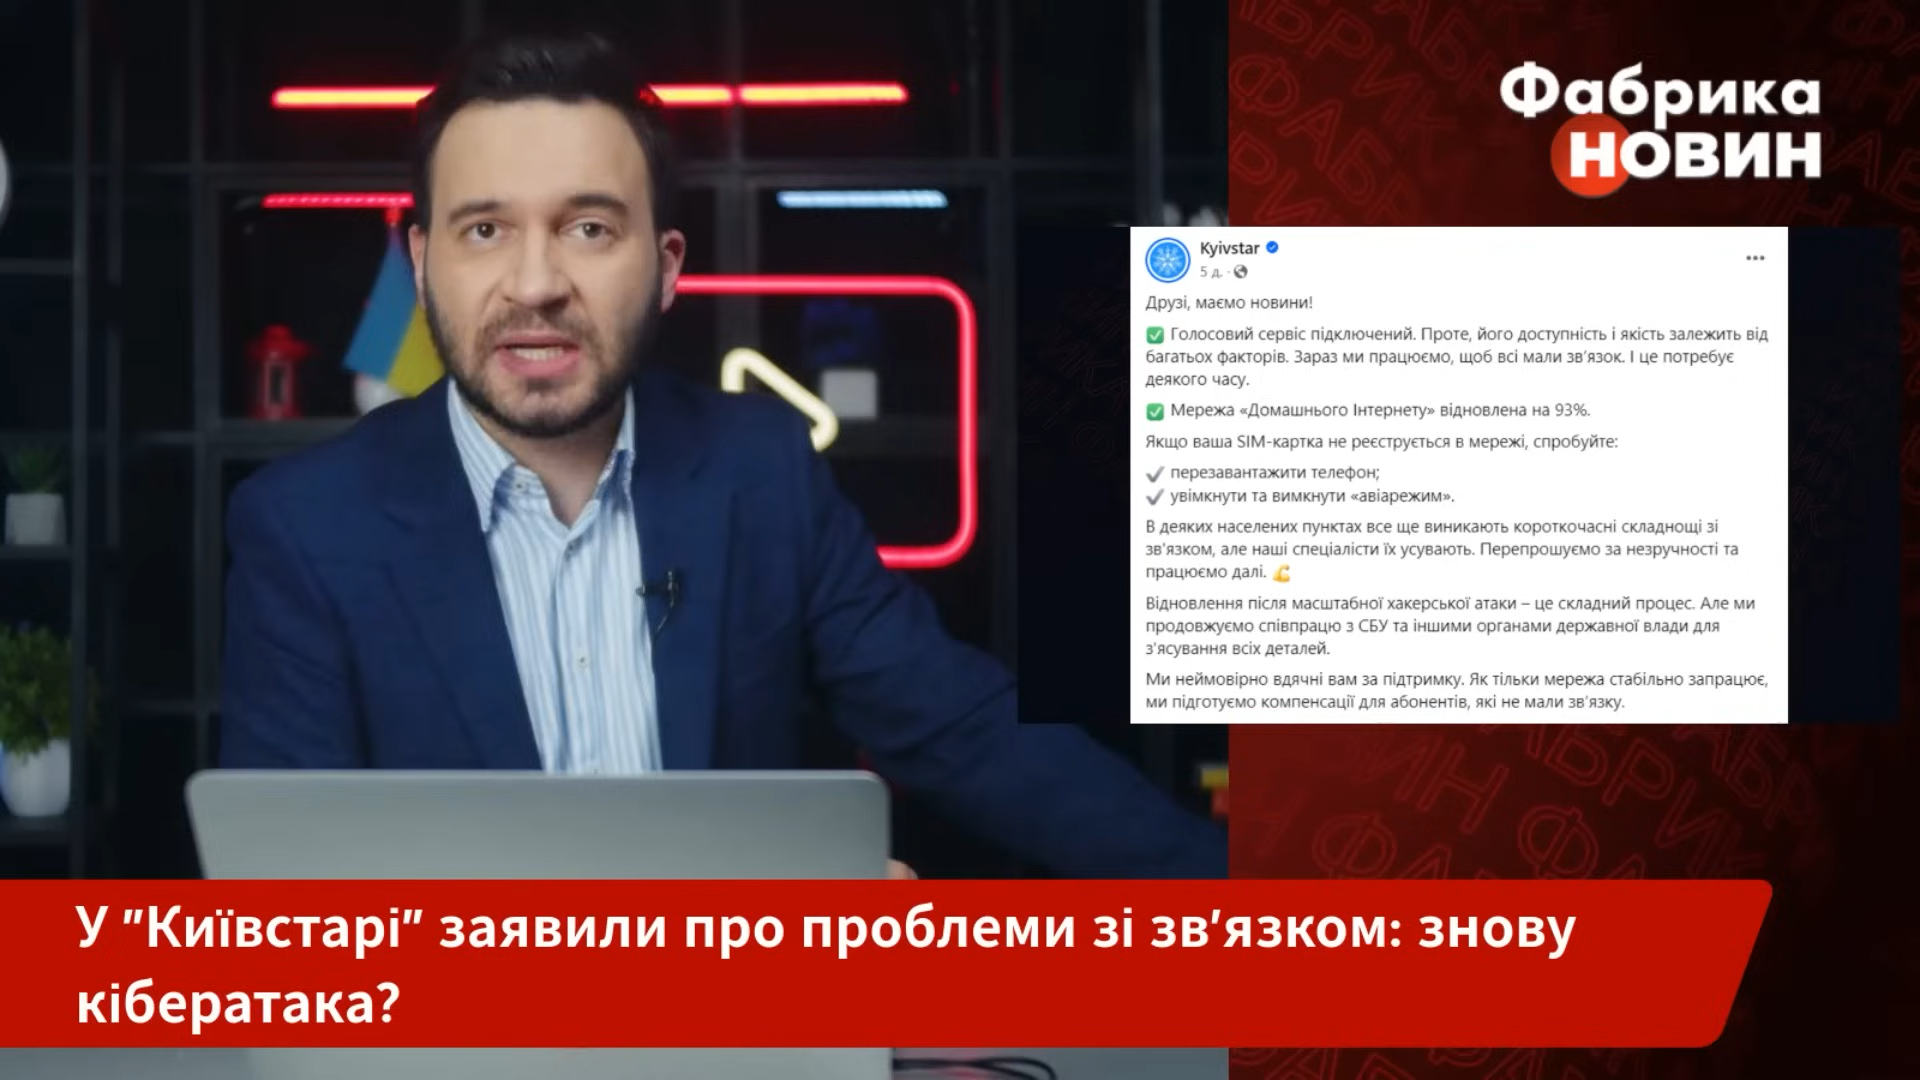 Фабрика
новин
Kyivstar
5 д. ·
Друзі, маємо новини!
Голосовий сервіс підключений. Проте, його доступність і якість залежить від
багатьох факторів. Зараз ми працюємо, щоб всі мали зв'язок. І це потребує
деякого часу.
Мережа «Домашнього Інтернету» відновлена на 93%.
Якщо ваша SIM-картка не реєструється в мережі, спробуйте:
перезавантажити телефон;
увімкнути та вимкнути «авіарежим».
В деяких населених пунктах все ще виникають короткочасні складнощі зі
зв'язком, але наші спеціалісти їх усувають. Перепрошуємо за незручності та
працюємо далі.
Відновлення після масштабної хакерської атаки – це складний процес. Але ми
продовжуємо співпрацю з СБУ та іншими органами державної влади для
з'ясування всіх деталей.
Ми неймовірно вдячні вам за підтримку. Як тільки мережа стабільно запрацює,
ми підготуємо компенсації для абонентів, які не мали зв'язку.
У "Київстарі" заявили про проблеми зі зв'язком: знову
кібератака?